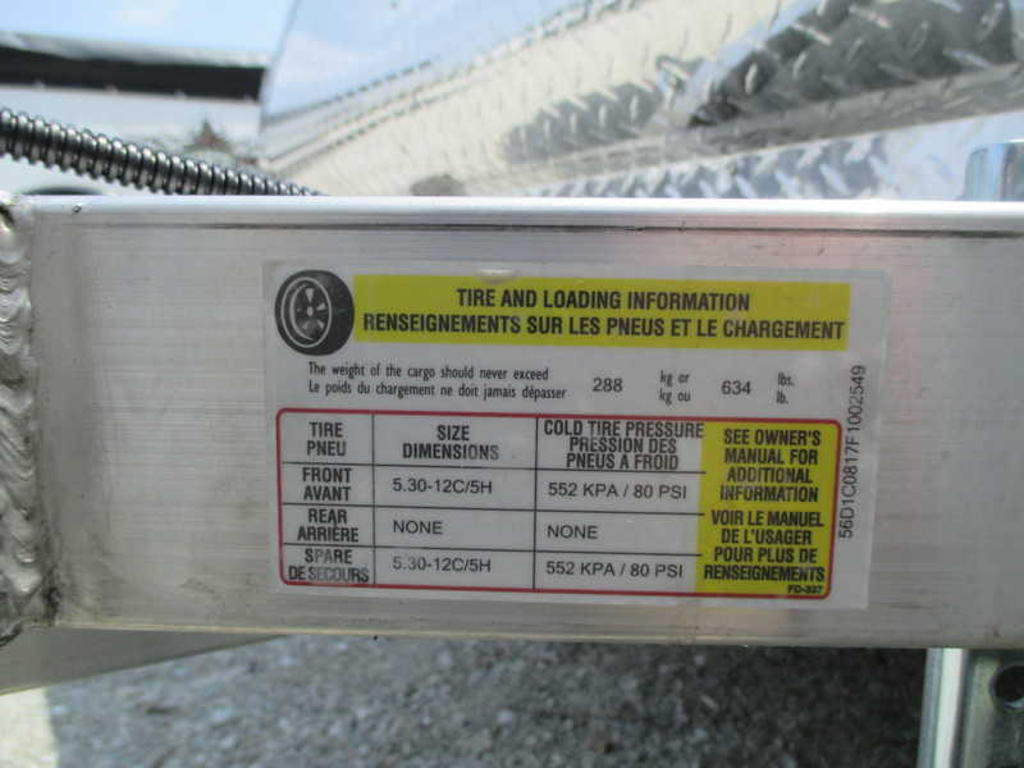 TIRE AND LOADING INFORMATION
RENSEIGNEMENTS SUR LES PNEUS ET LE CHARGEMENT
The weight of the cargo should never exceed 288 kg or 634 lbs.
Le poids du chargement ne doit jamais dépasser kg ou lb.
TIRE SIZE COLD TIRE PRESSURE
PNEU DIMENSIONS PRESSION DES
PNEUS A FROID
FRONT 5.30-12C/5H 552 KPA / 80 PSI
AVANT
REAR NONE NONE
ARRIÈRE
SPARE 5.30-12C/5H 552 KPA / 80 PSI
DE SECOURS
SEE OWNER'S
MANUAL FOR
ADDITIONAL
INFORMATION
VOIR LE MANUEL
DE L'USAGER
POUR PLUS DE
RENSEIGNEMENTS
FO-337
56D1C0817F1002549